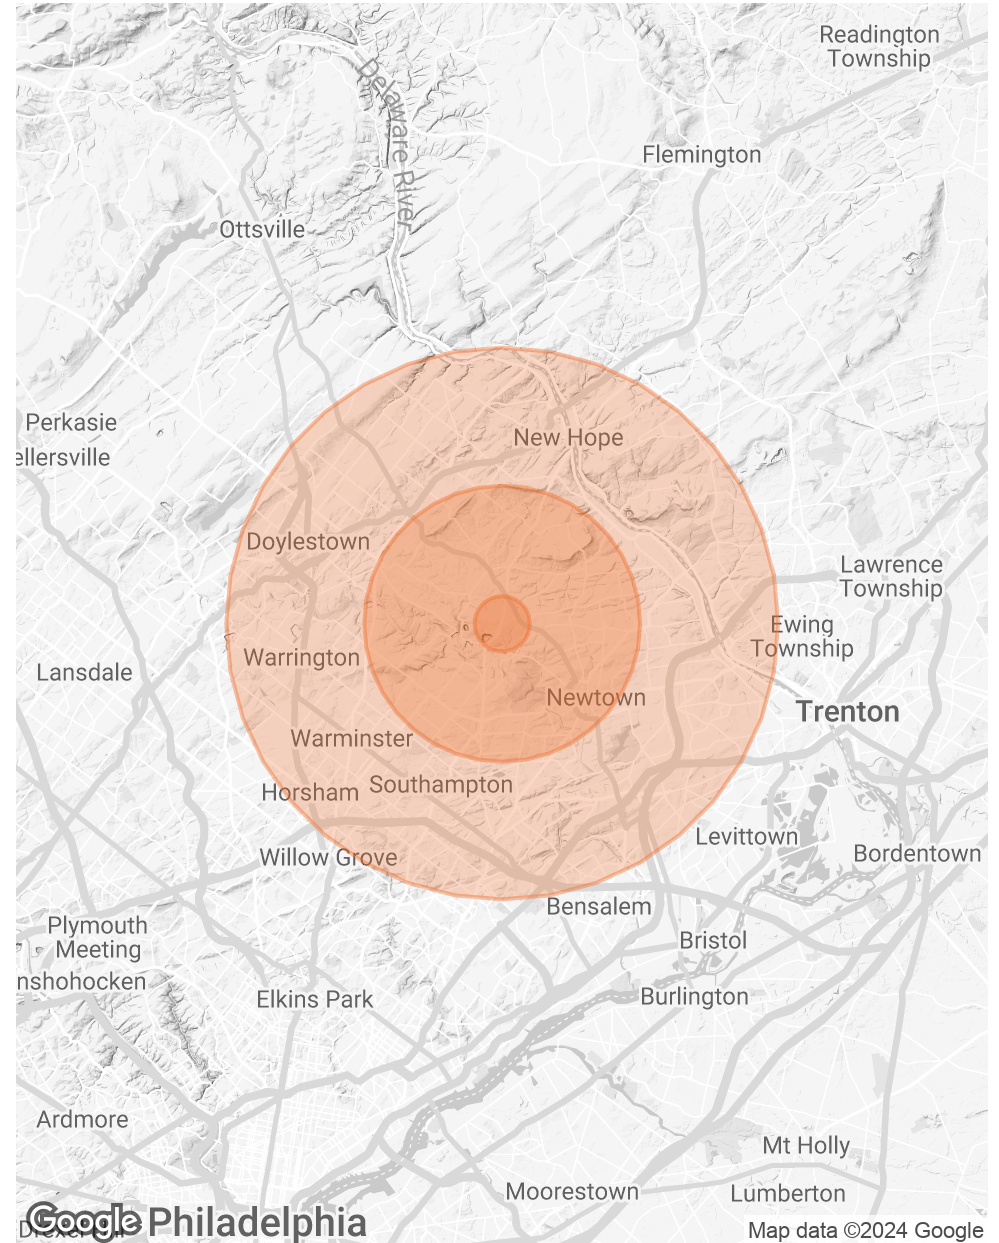 Readington
Township
Delaware River
Flemington
Ottsville
Perkasie
ellersville
New Hope
Doylestown
Lawrence
Township
Ewing
Township
Warrington
Lansdale
Newtown
Trenton
Warminster
Southampton
Horsham
Levittown
Willow Grove
Bordentown
Bensalem
Plymouth
Meeting
Bristol
nshohocken
Burlington
Elkins Park
Ardmore
Mt Holly
Moorestown
Lumberton
Google
Philadelphia
Map data ©2024 Google